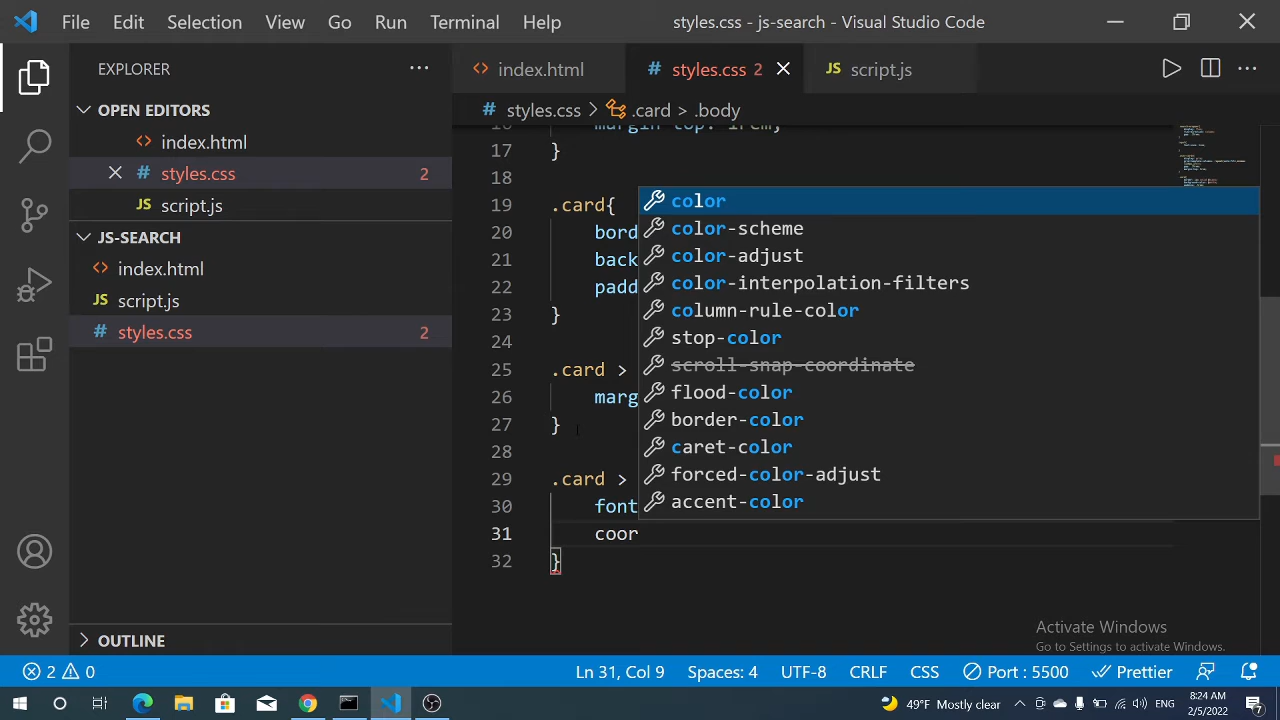 File Edit Selection View Go Run Terminal Help
styles.css - js-search - Visual Studio Code
EXPLORER
OPEN EDITORS
index.html
styles.css 2
script.js
JS-SEARCH
index.html
script.js
styles.css 2
OUTLINE
index.html
styles.css 2
JS script.js
# styles.css > .card > .body
margin-top: 1rem;
17 }
18
19 .card{
20 bord
21 back
22 padd
23 }
24
25 .card >
26 marg
27 }
28
29 .card >
30 font
31 coor
32 }
color
color-scheme
color-adjust
color-interpolation-filters
column-rule-color
stop-color
scroll-snap-coordinate
flood-color
border-color
caret-color
forced-color-adjust
accent-color
Activate Windows
Go to Settings to activate Windows.
2 0 Ln 31, Col 9 Spaces: 4 UTF-8 CRLF CSS Port : 5500 Prettier
49°F Mostly clear ENG 8:24 AM 2/5/2022 7